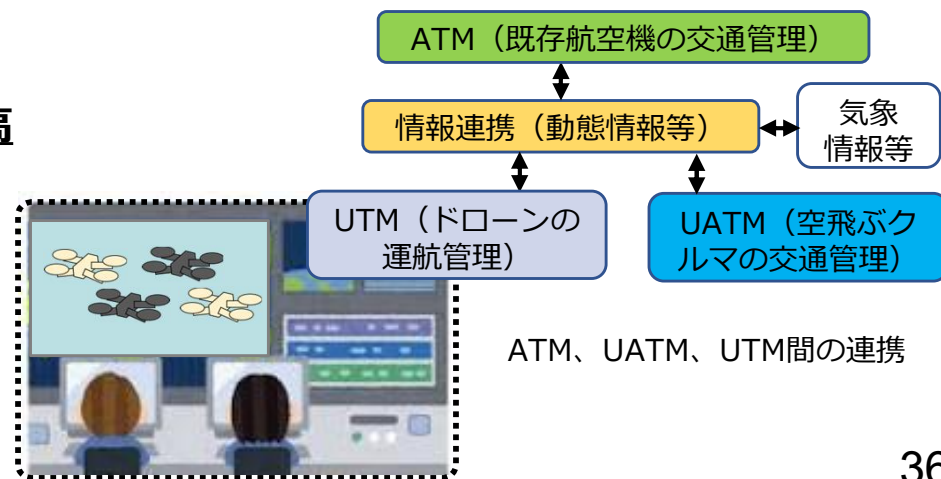 ATM（既存航空機の交通管理）
情報連携（動態情報等）
気象
情報等
UTM（ドローンの
運航管理）
UATM（空飛ぶク
ルマの交通管理）
ATM、UATM、UTM間の連携
36